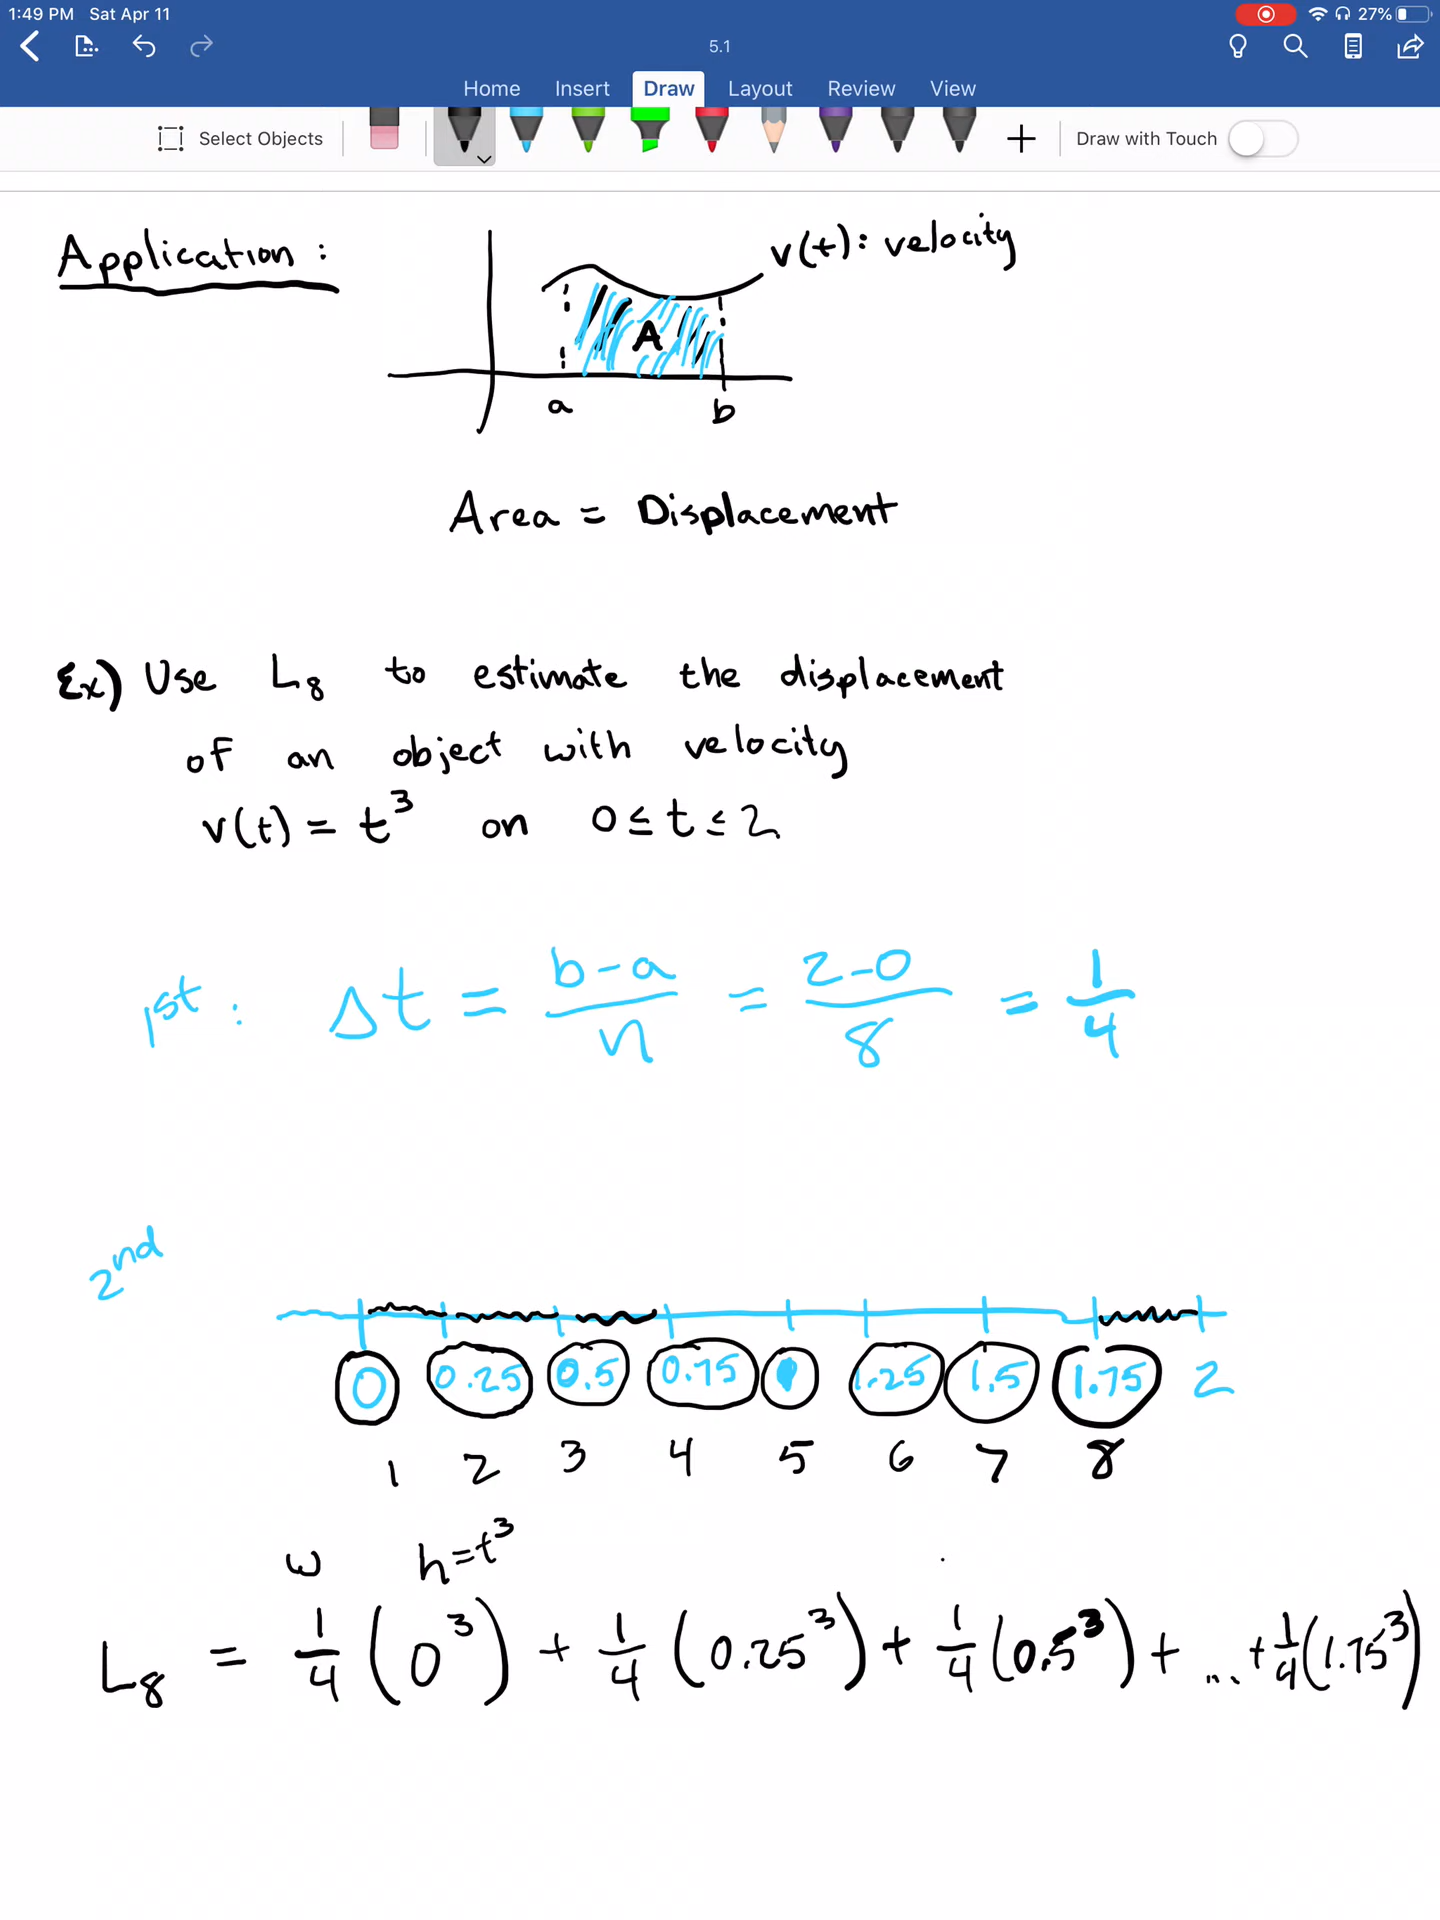 1:49 PM Sat Apr 11
27%
5.1
Home Insert Draw Layout Review View
Select Objects
Draw with Touch
Application:
v(t): velocity
A
a b
Area = Displacement
Ex) Use L₈ to estimate the displacement
of an object with velocity
v(t) = t³ on 0 ≤ t ≤ 2
1st: Δt = (b-a)/n = (2-0)/8 = 1/4
2nd
0 0.25 0.5 0.75 1 1.25 1.5 1.75 2
1 2 3 4 5 6 7 8
w h=t³
L₈ = 1/4 (0³) + 1/4 (0.25³) + 1/4 (0.5³) + ... + 1/4 (1.75³)